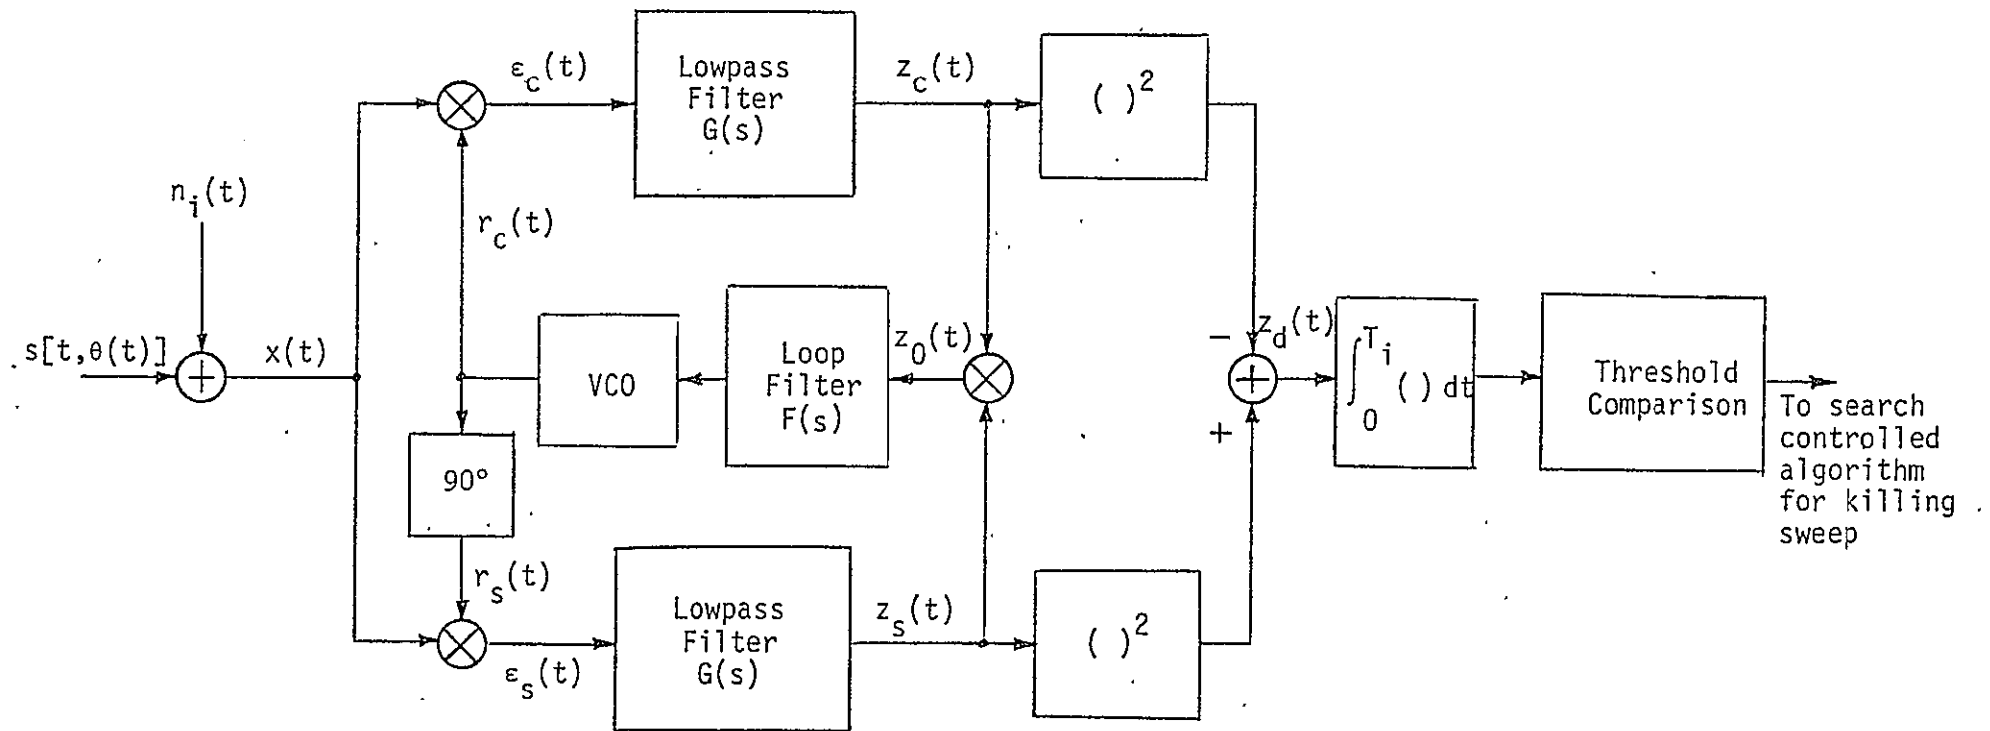 ε_c(t)
Lowpass
Filter
G(s)
z_c(t)
( )^2
n_i(t)
r_c(t)
s[t,θ(t)]
x(t)
VCO
Loop
Filter
F(s)
z_0(t)
−
z_d(t)
+
∫_0^{T_i} ( ) dt
Threshold
Comparison
To search
controlled
algorithm
for killing
sweep
+
90°
r_s(t)
ε_s(t)
Lowpass
Filter
G(s)
z_s(t)
( )^2